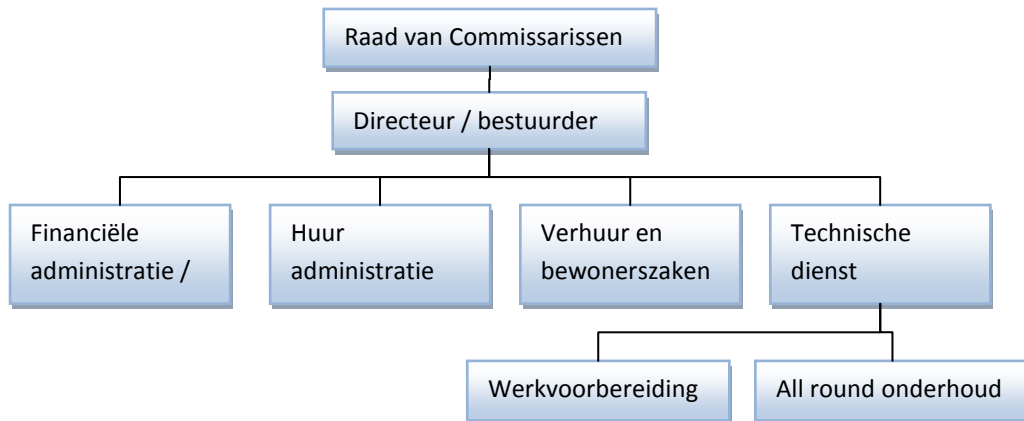 Raad van Commissarissen
Directeur / bestuurder
Financiële
administratie /
Huur
administratie
Verhuur en
bewonerszaken
Technische
dienst
Werkvoorbereiding
All round onderhoud